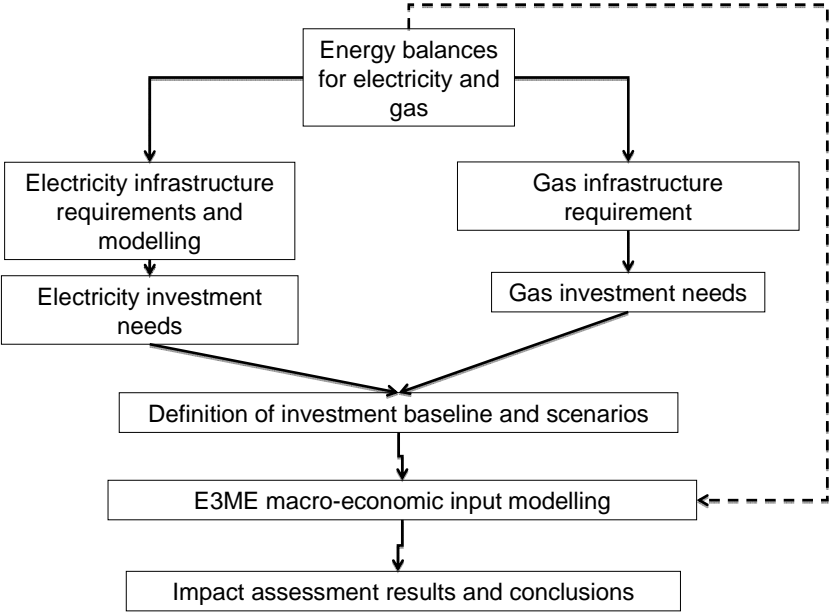 Energy balances
for electricity and
gas
Electricity infrastructure
requirements and
modelling
Gas infrastructure
requirement
Electricity investment
needs
Gas investment needs
Definition of investment baseline and scenarios
E3ME macro-economic input modelling
Impact assessment results and conclusions